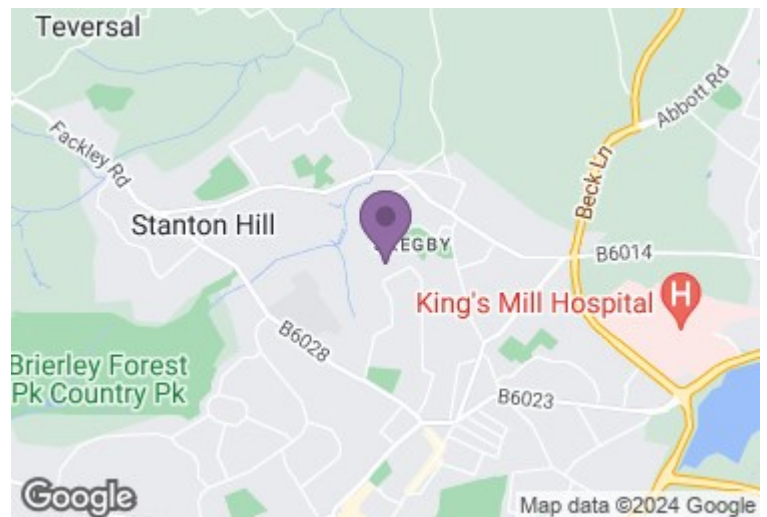 Teversal
Fackley Rd
Abbott Rd
Beck Ln
Stanton Hill
EGBY
B6014
King's Mill Hospital
H
B6028
Brierley Forest
Pk Country Pk
B6023
Google
Map data ©2024 Google